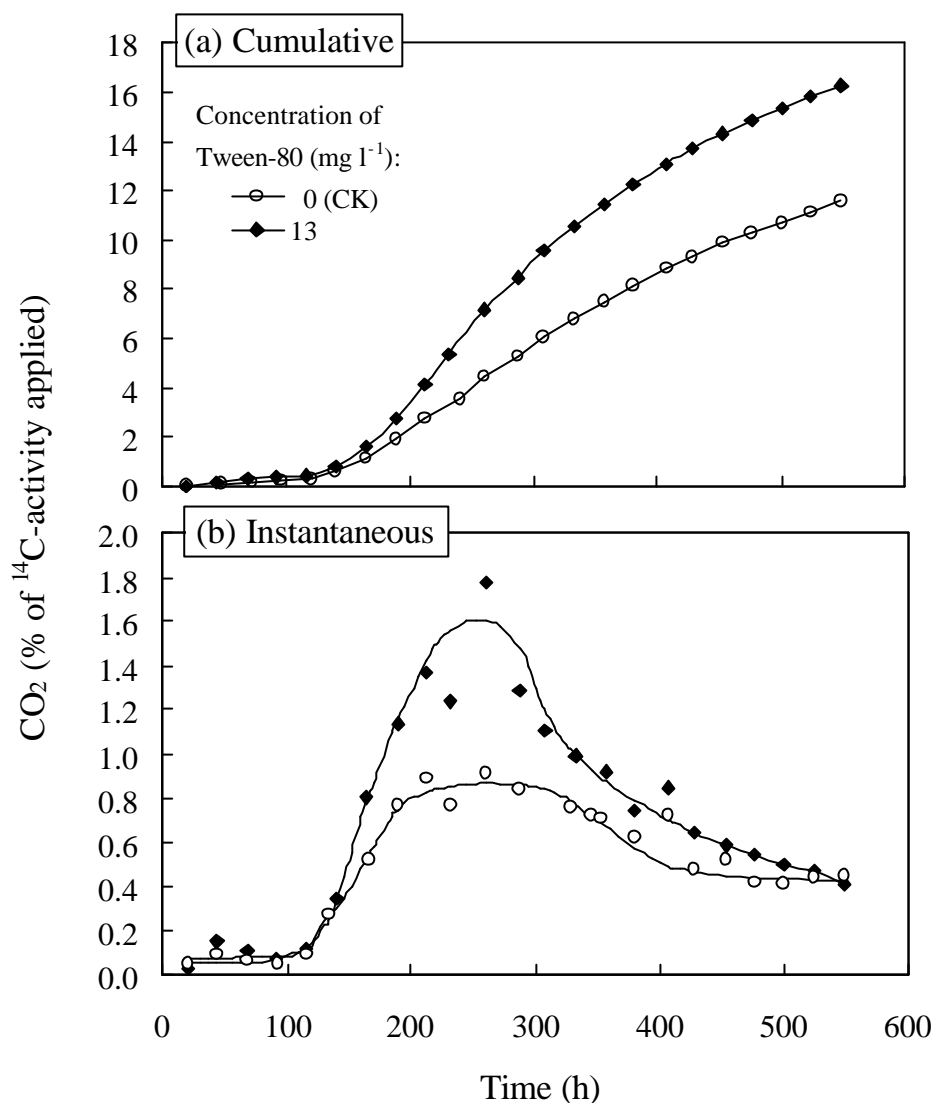 (a) Cumulative
Concentration of
Tween-80 (mg l⁻¹):
0 (CK)
13
18
16
14
12
10
8
6
4
2
0
CO₂ (% of ¹⁴C-activity applied)
(b) Instantaneous
2.0
1.8
1.6
1.4
1.2
1.0
0.8
0.6
0.4
0.2
0.0
0 100 200 300 400 500 600
Time (h)